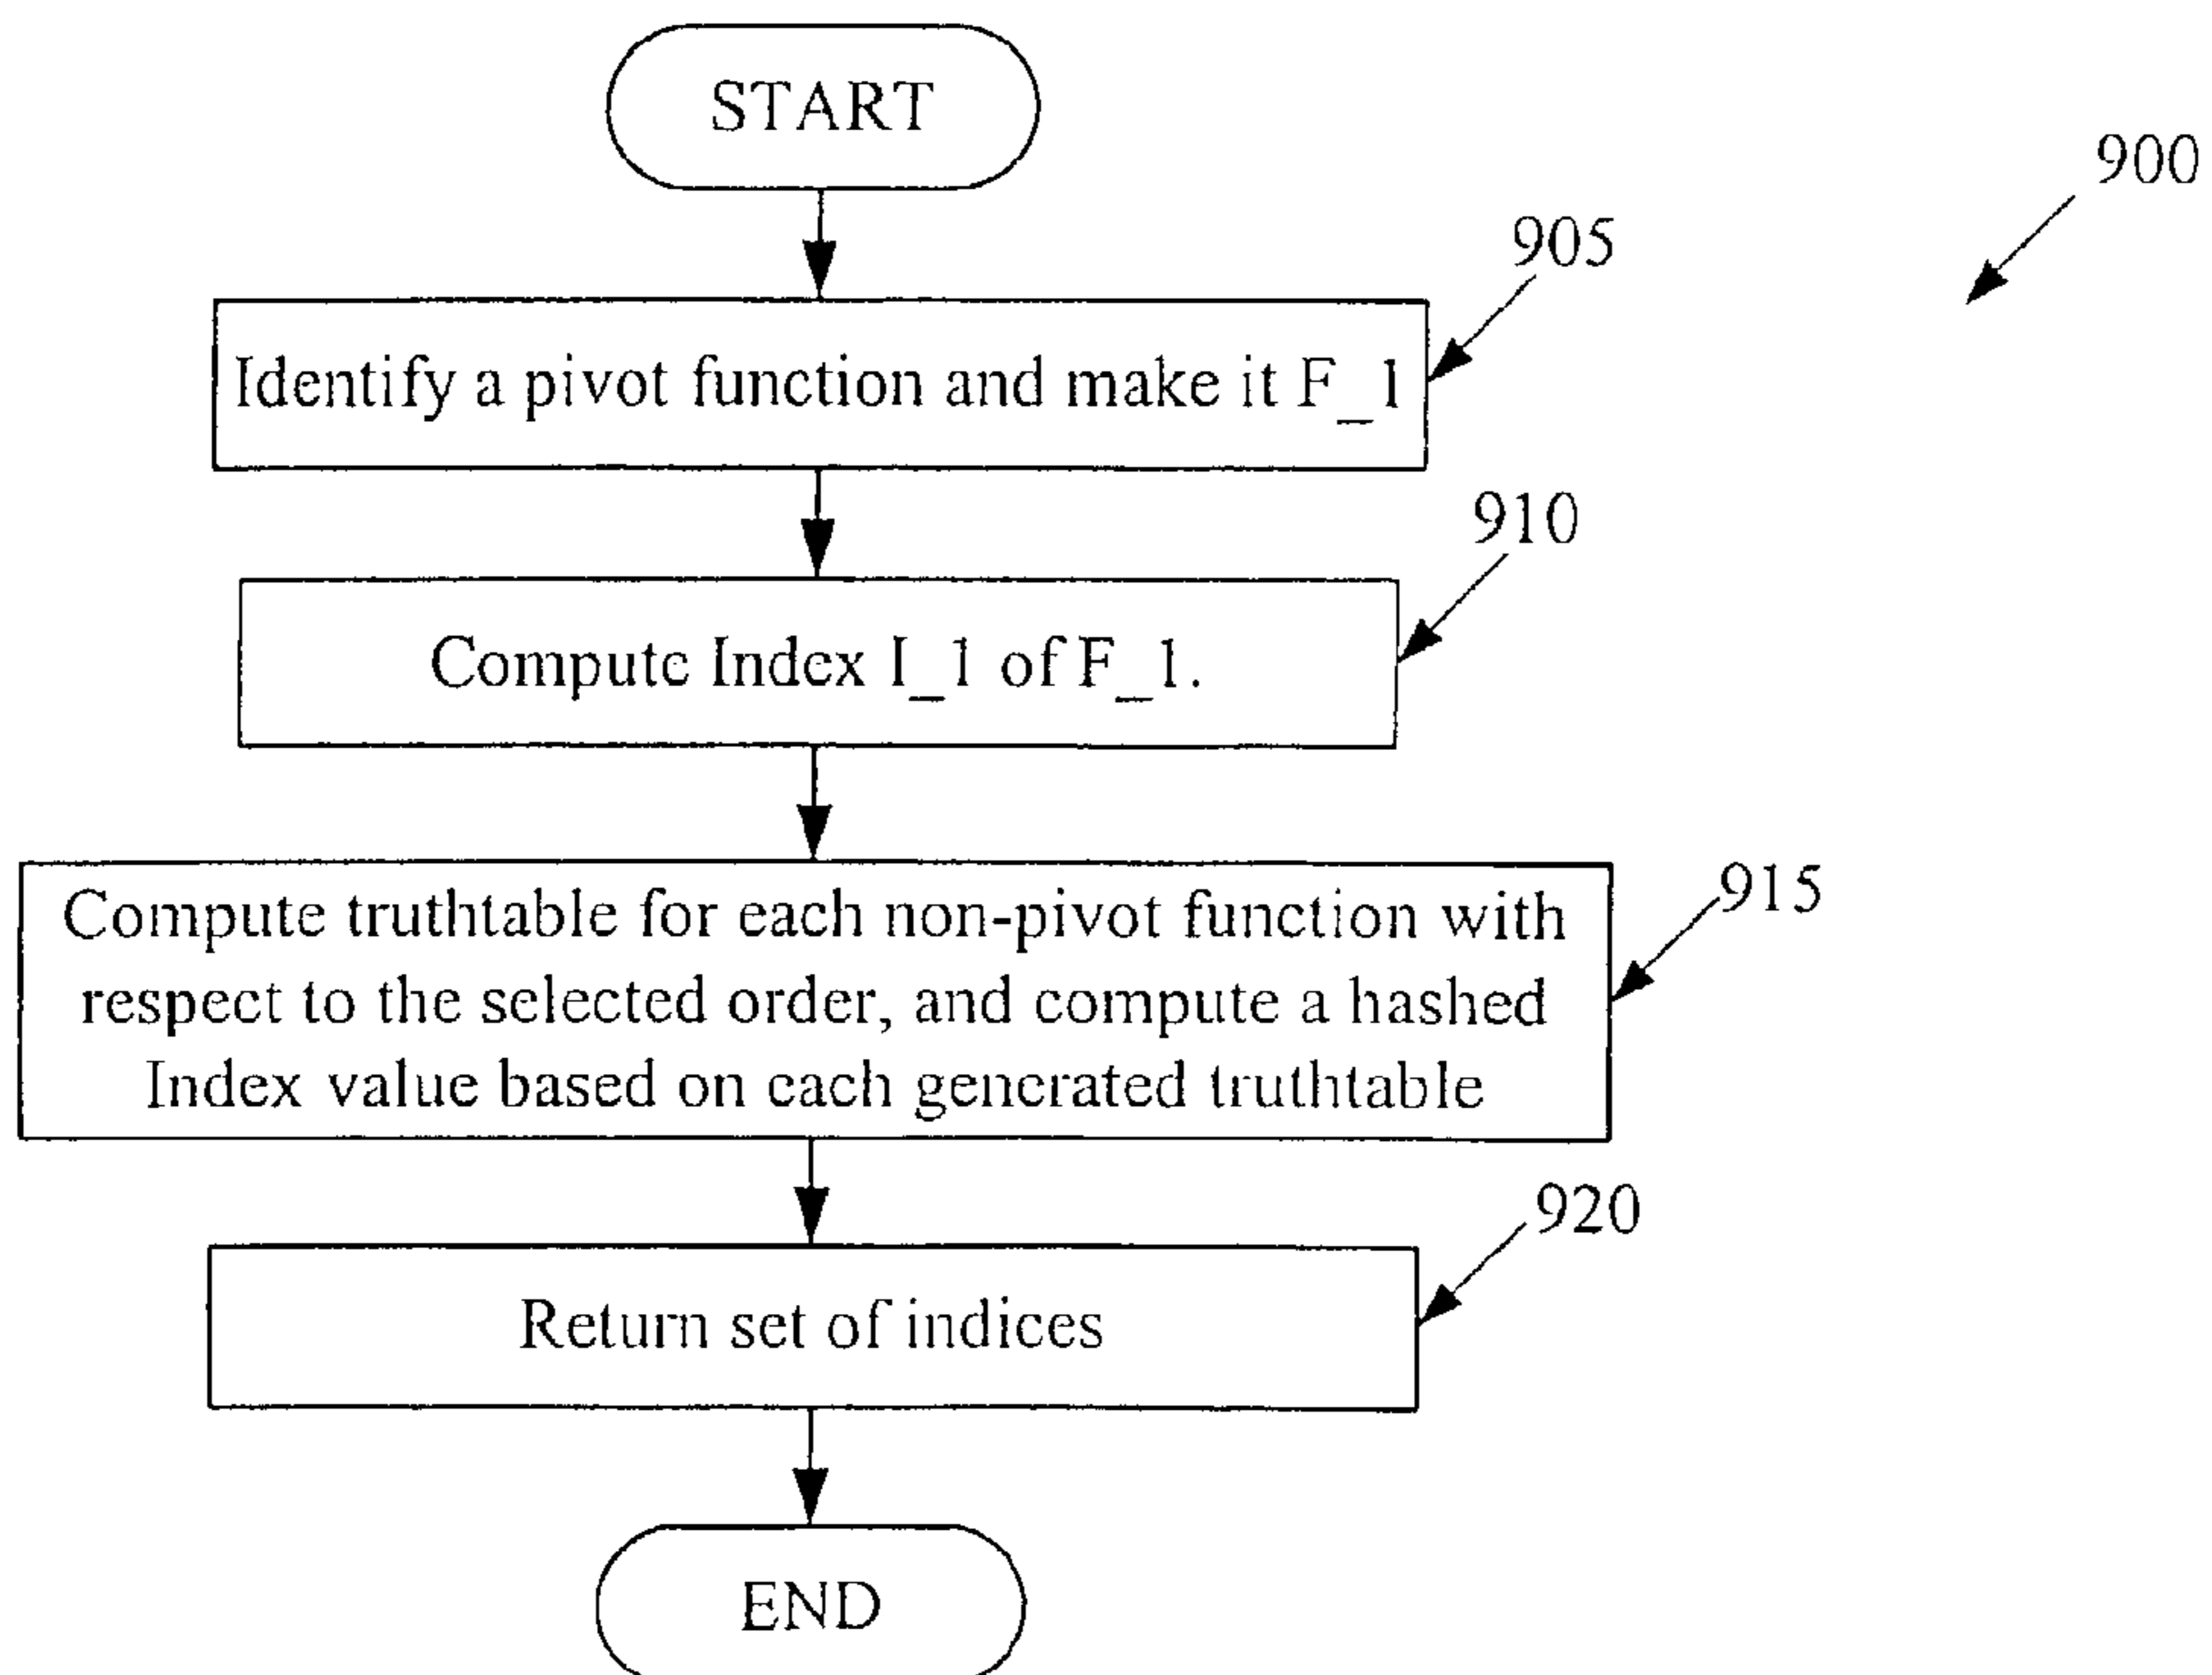 START
900
905
Identify a pivot function and make it F_1
910
Compute Index I_1 of F_1.
915
Compute truthtable for each non-pivot function with
respect to the selected order, and compute a hashed
Index value based on each generated truthtable
920
Return set of indices
END